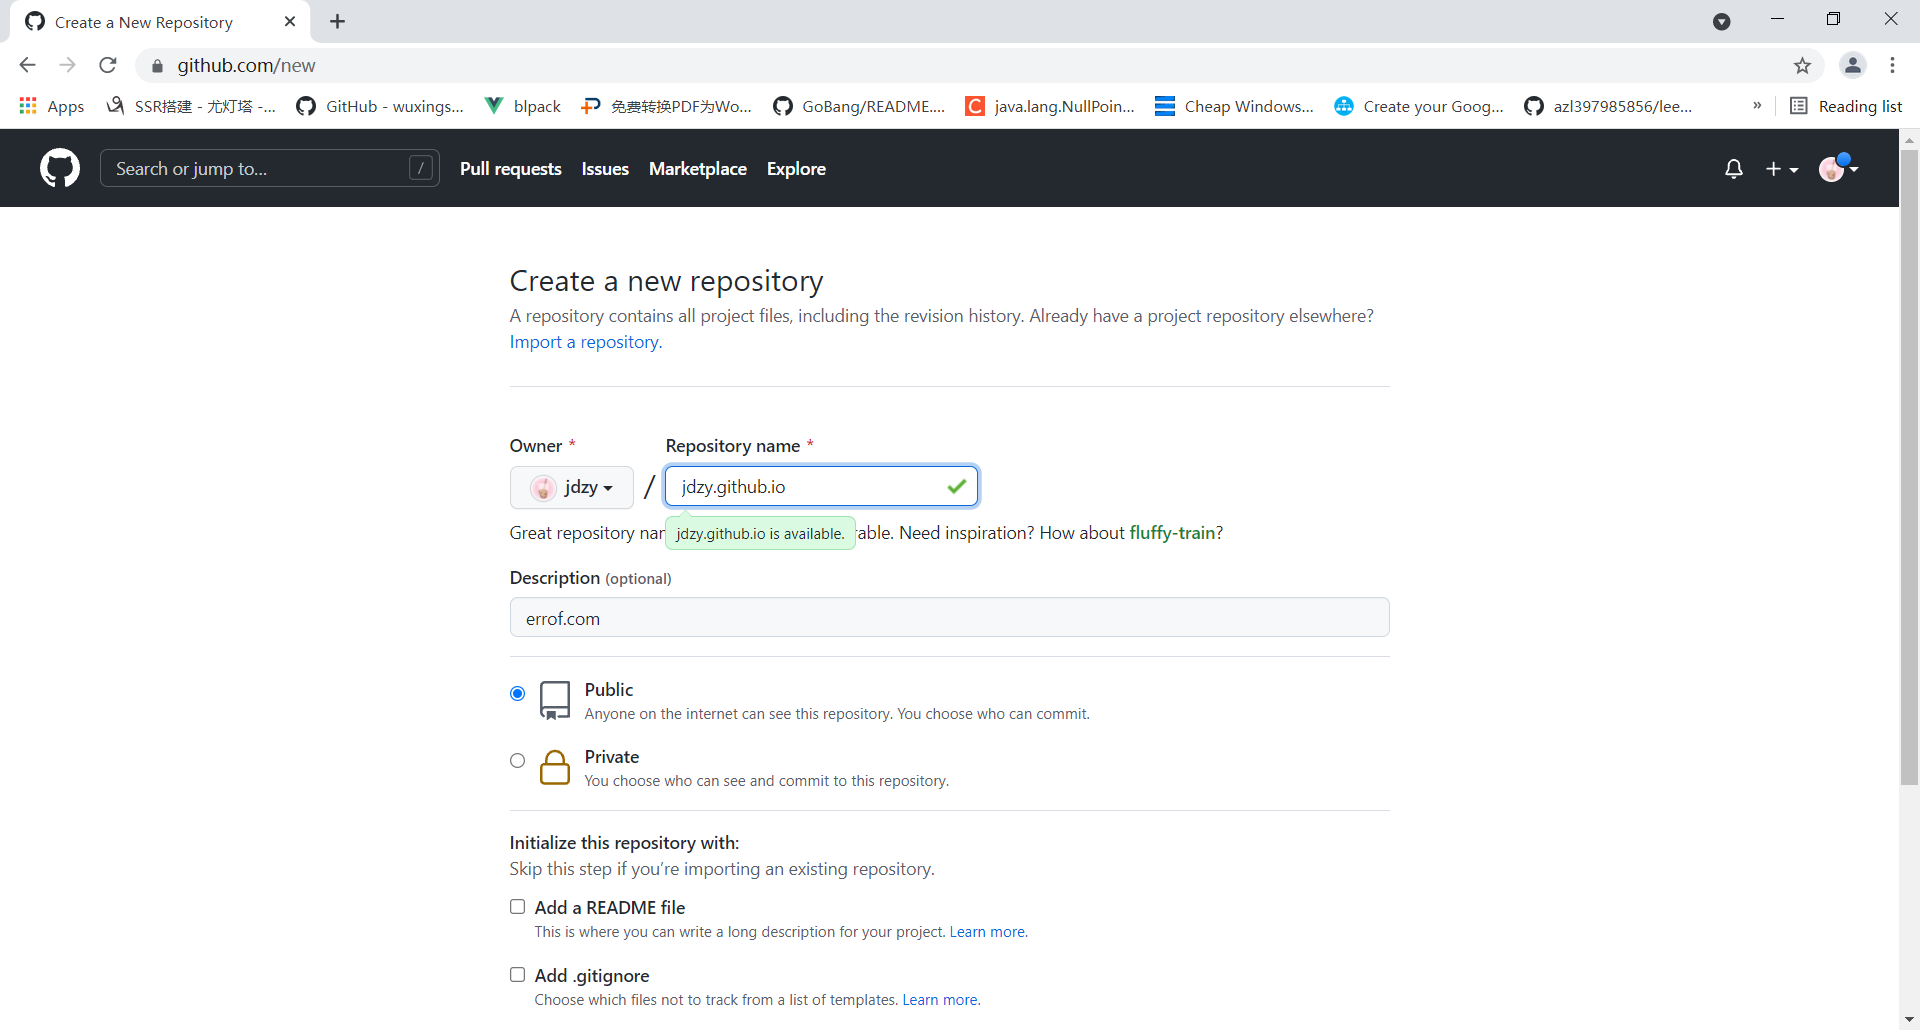 Create a New Repository
github.com/new
Apps SSR搭建 - 尤灯塔 -... GitHub - wuxings... blpack 免费转换PDF为Wo... GoBang/README.... java.lang.NullPoin... Cheap Windows... Create your Goog... azl397985856/lee... » Reading list
Search or jump to... / Pull requests Issues Marketplace Explore
Create a new repository
A repository contains all project files, including the revision history. Already have a project repository elsewhere?
Import a repository.
Owner * Repository name *
jdzy / jdzy.github.io
Great repository nar
jdzy.github.io is available.
rable. Need inspiration? How about fluffy-train?
Description (optional)
errof.com
Public
Anyone on the internet can see this repository. You choose who can commit.
Private
You choose who can see and commit to this repository.
Initialize this repository with:
Skip this step if you’re importing an existing repository.
Add a README file
This is where you can write a long description for your project. Learn more.
Add .gitignore
Choose which files not to track from a list of templates. Learn more.